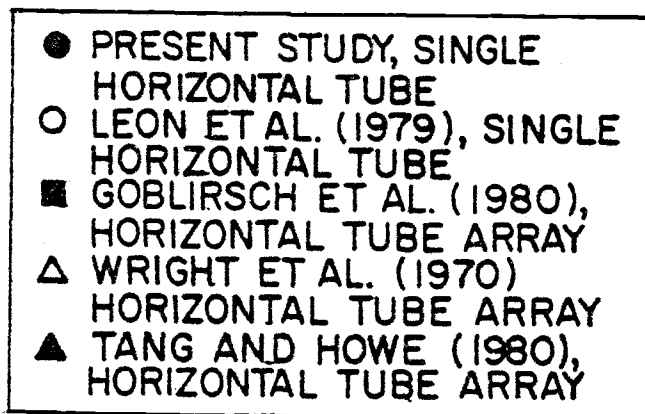 ● PRESENT STUDY, SINGLE
HORIZONTAL TUBE
○ LEON ET AL. (1979), SINGLE
HORIZONTAL TUBE
■ GOBLIRSCH ET AL. (1980),
HORIZONTAL TUBE ARRAY
△ WRIGHT ET AL. (1970)
HORIZONTAL TUBE ARRAY
▲ TANG AND HOWE (1980),
HORIZONTAL TUBE ARRAY